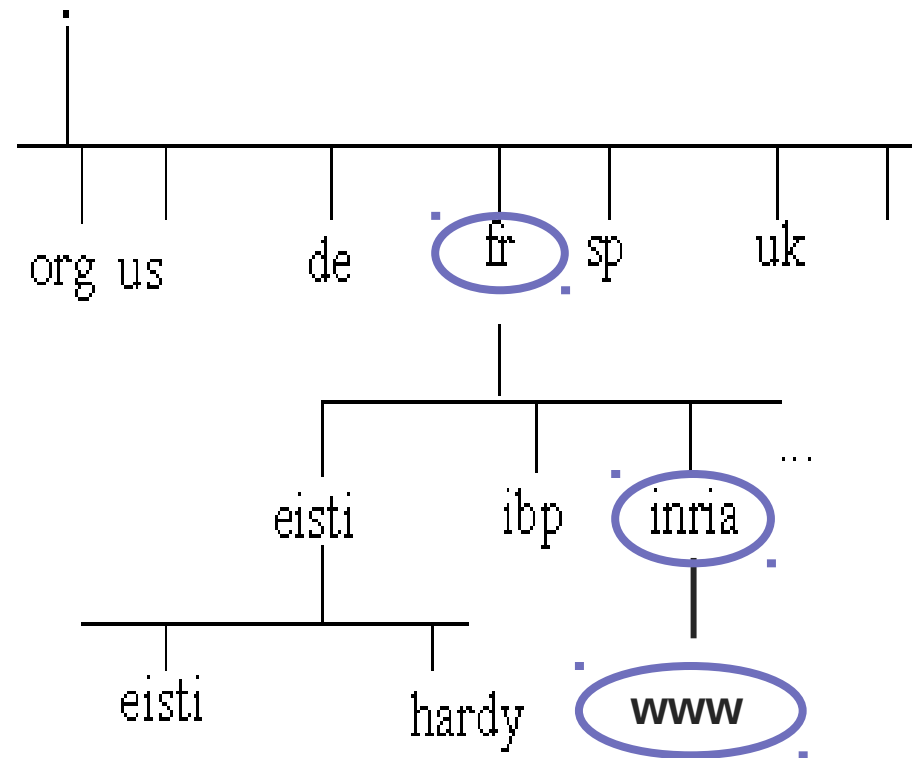 .
org us de fr sp uk
...
eisti ibp inria
eisti hardy www